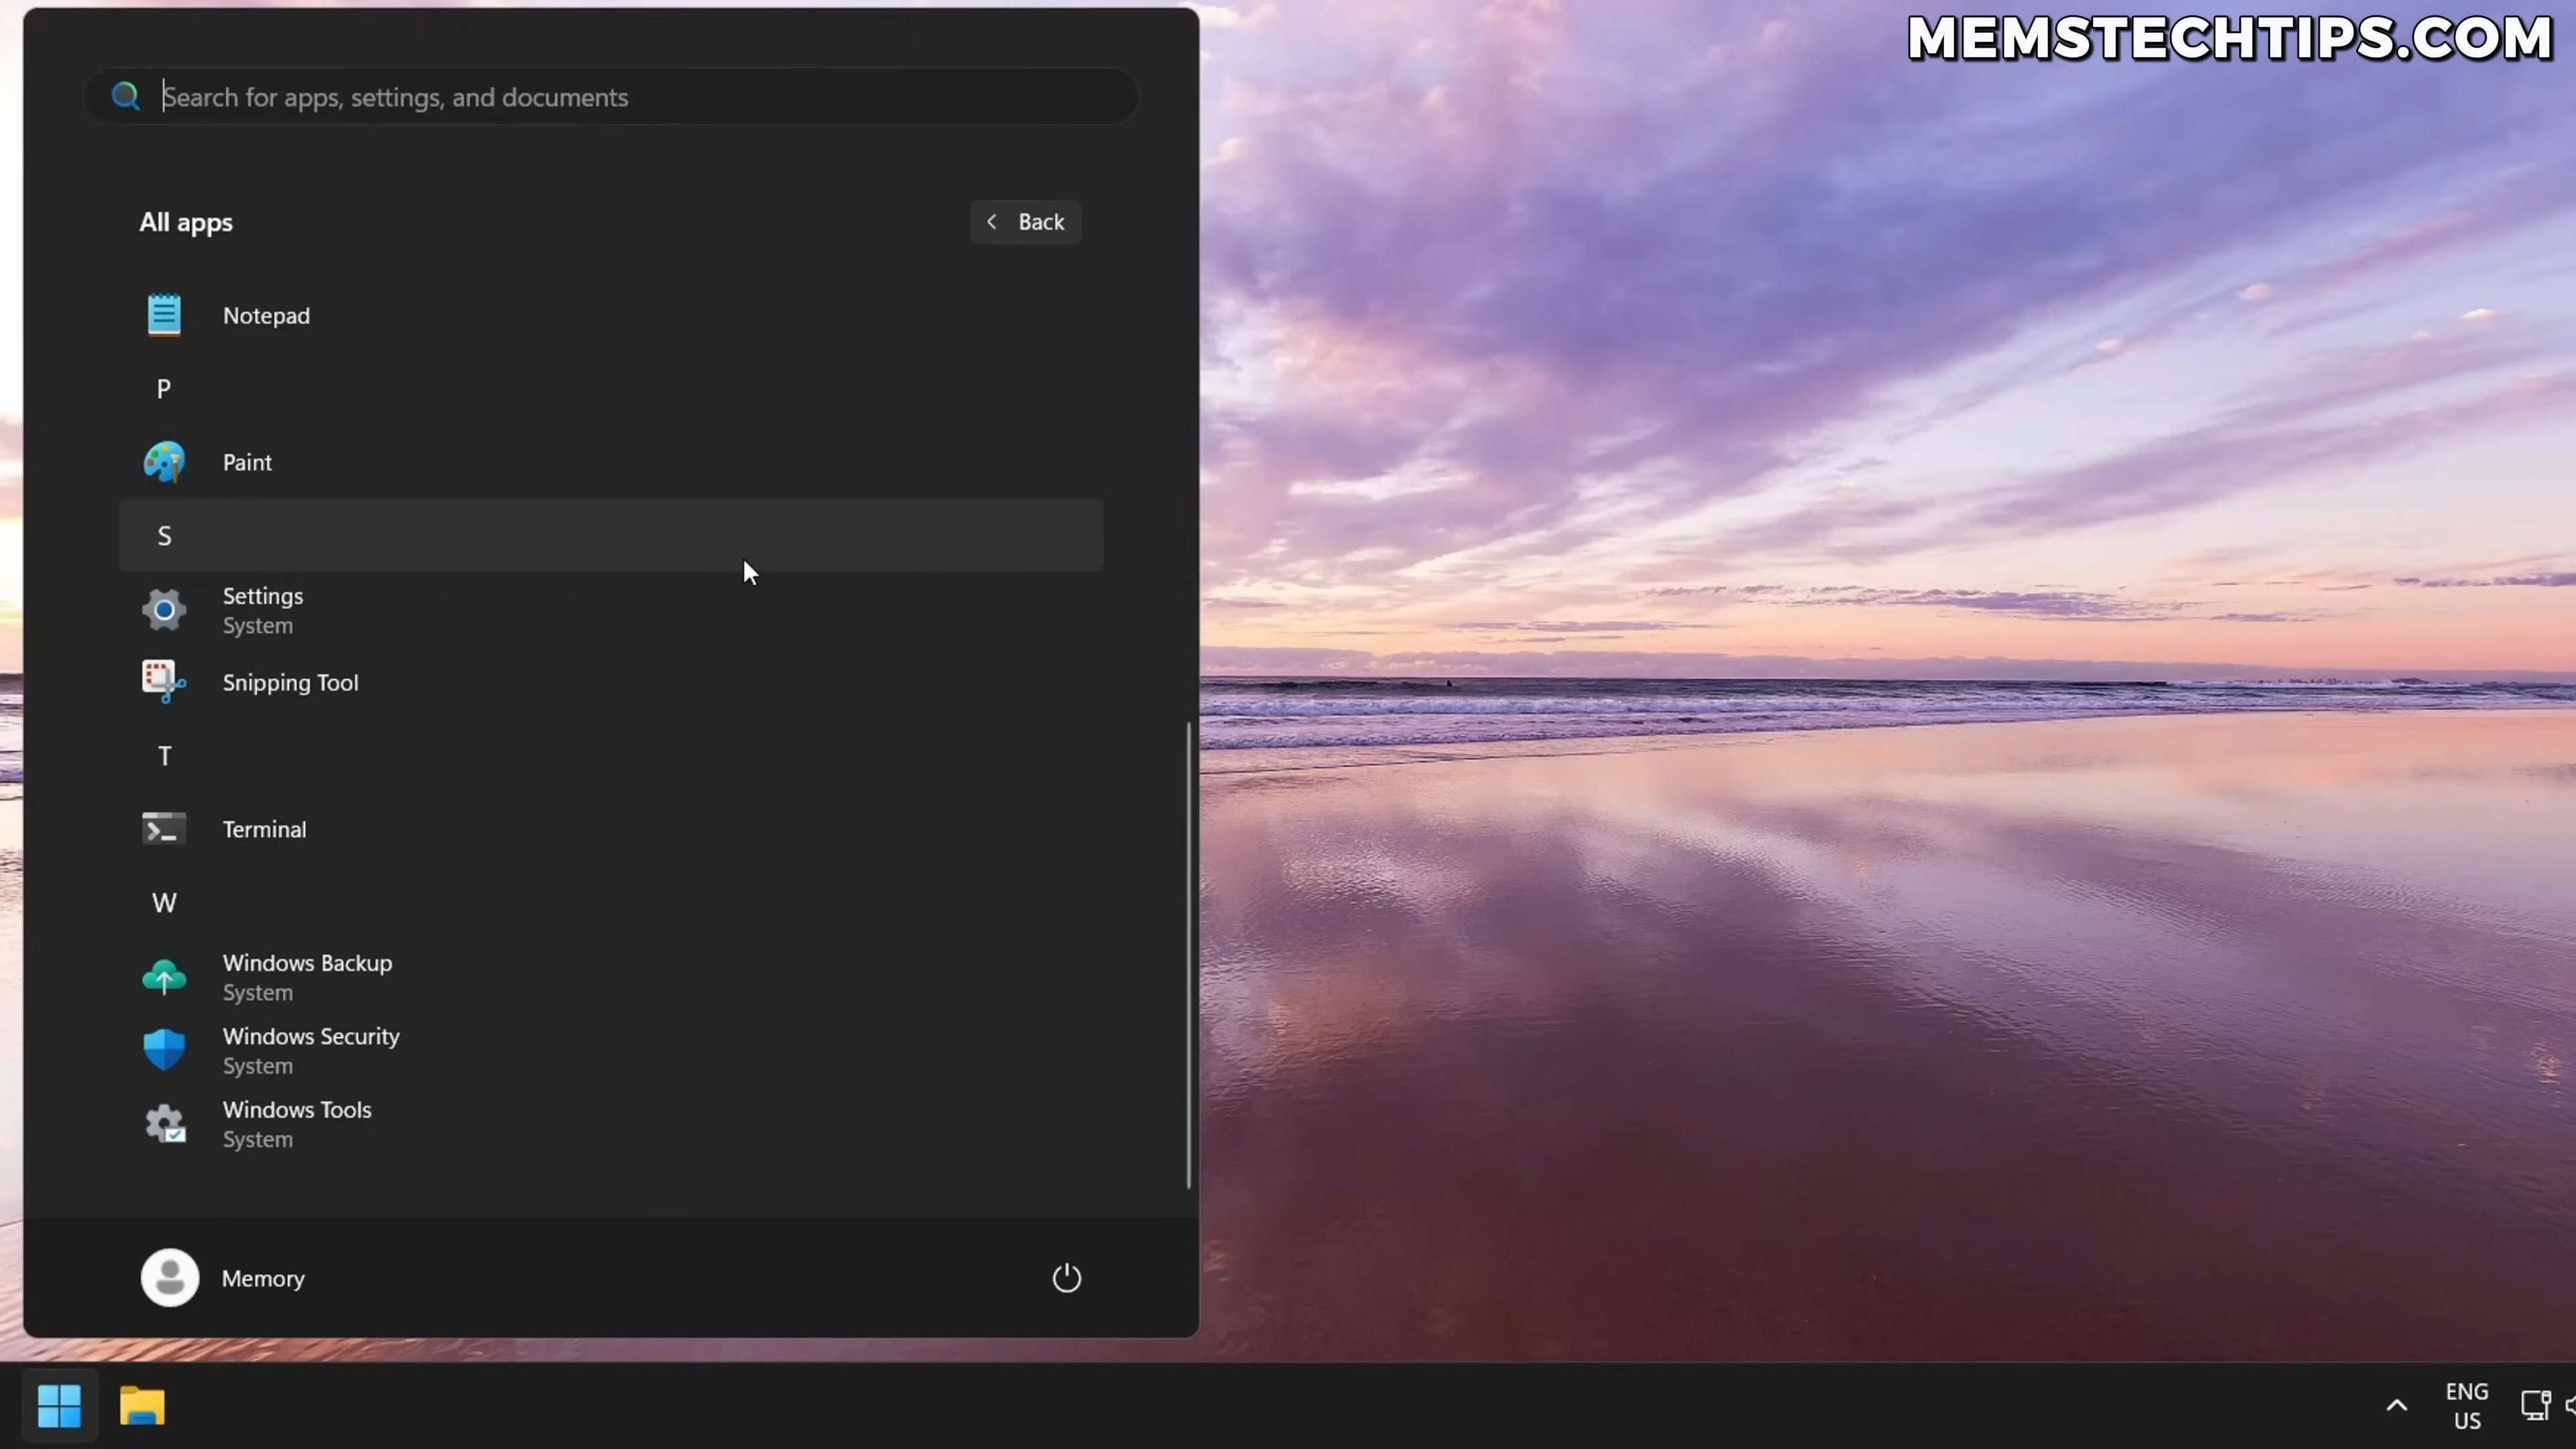 MEMSTECHTIPS.COM
Search for apps, settings, and documents
All apps
Back
Notepad
P
Paint
S
Settings
System
Snipping Tool
T
Terminal
W
Windows Backup
System
Windows Security
System
Windows Tools
System
Memory
ENG
US